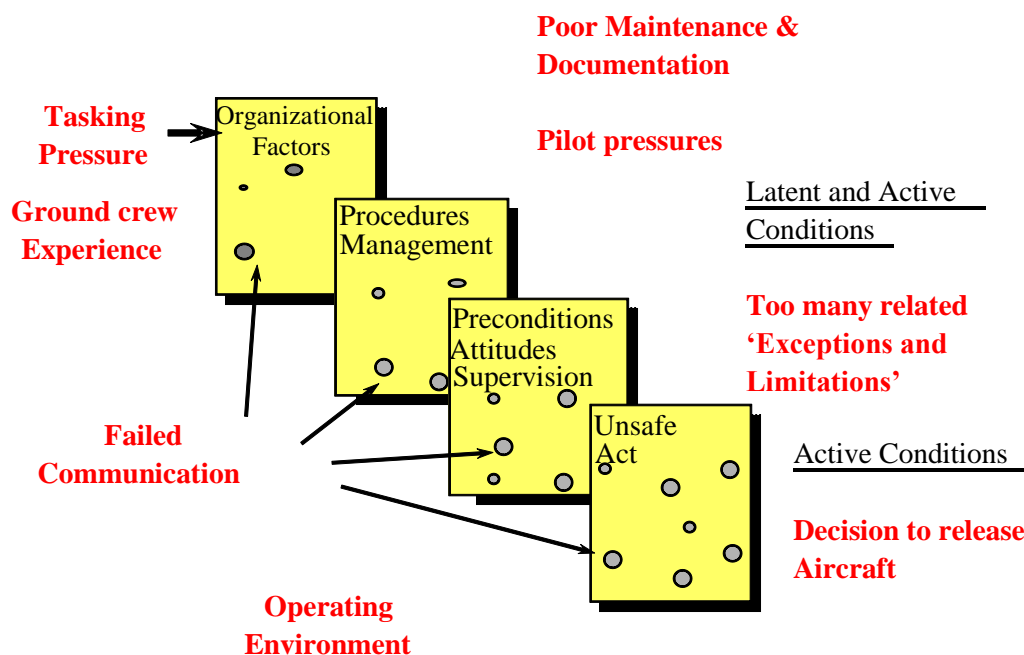 Poor Maintenance &
Documentation
Tasking
Pressure
Organizational
Factors
Pilot pressures
Ground crew
Experience
Procedures
Management
Latent and Active
Conditions
Preconditions
Attitudes
Supervision
Too many related
‘Exceptions and
Limitations’
Failed
Communication
Unsafe
Act
Active Conditions
Decision to release
Aircraft
Operating
Environment